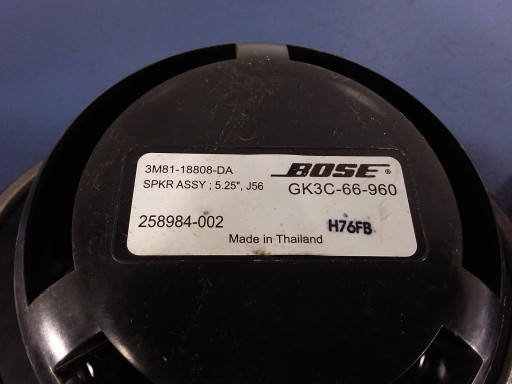 3M81-18808-DA
BOSE®
SPKR ASSY ; 5.25", J56
GK3C-66-960
258984-002
H76FB
Made in Thailand